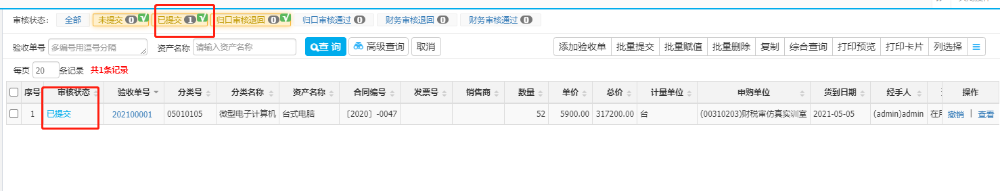 审核状态： 全部 未提交 0 已提交 1 归口审核退回 0 归口审核通过 0 财务审核退回 0 财务审核通过 0
验收单号 多编号用逗号分隔 资产名称 请输入资产名称 查 询 高级查询 取消 添加验收单 批量提交 批量赋值 批量删除 复制 综合查询 打印预览 打印卡片 列选择
每页 20 条记录 共1条记录
序号 审核状态 验收单号 分类号 分类名称 资产名称 合同编号 发票号 销售商 数量 单价 总价 计量单位 申购单位 货到日期 经手人 操作
1 已提交 202100001 05010105 微型电子计算机 台式电脑 〔2020〕-0047 52 5900.00 317200.00 台 (00310203)财税审仿真实训室 2021-05-05 (admin)admin 在用 撤销 | 查看